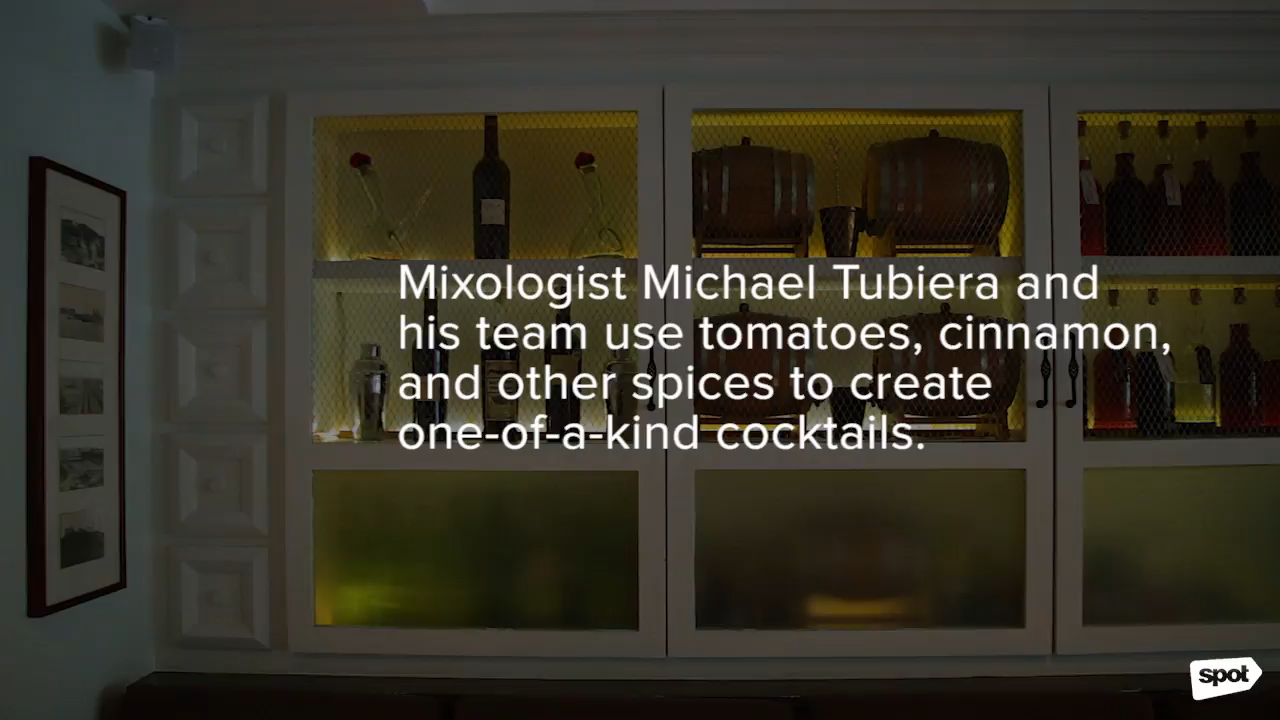 Mixologist Michael Tubiera and
his team use tomatoes, cinnamon,
and other spices to create
one-of-a-kind cocktails.
spot